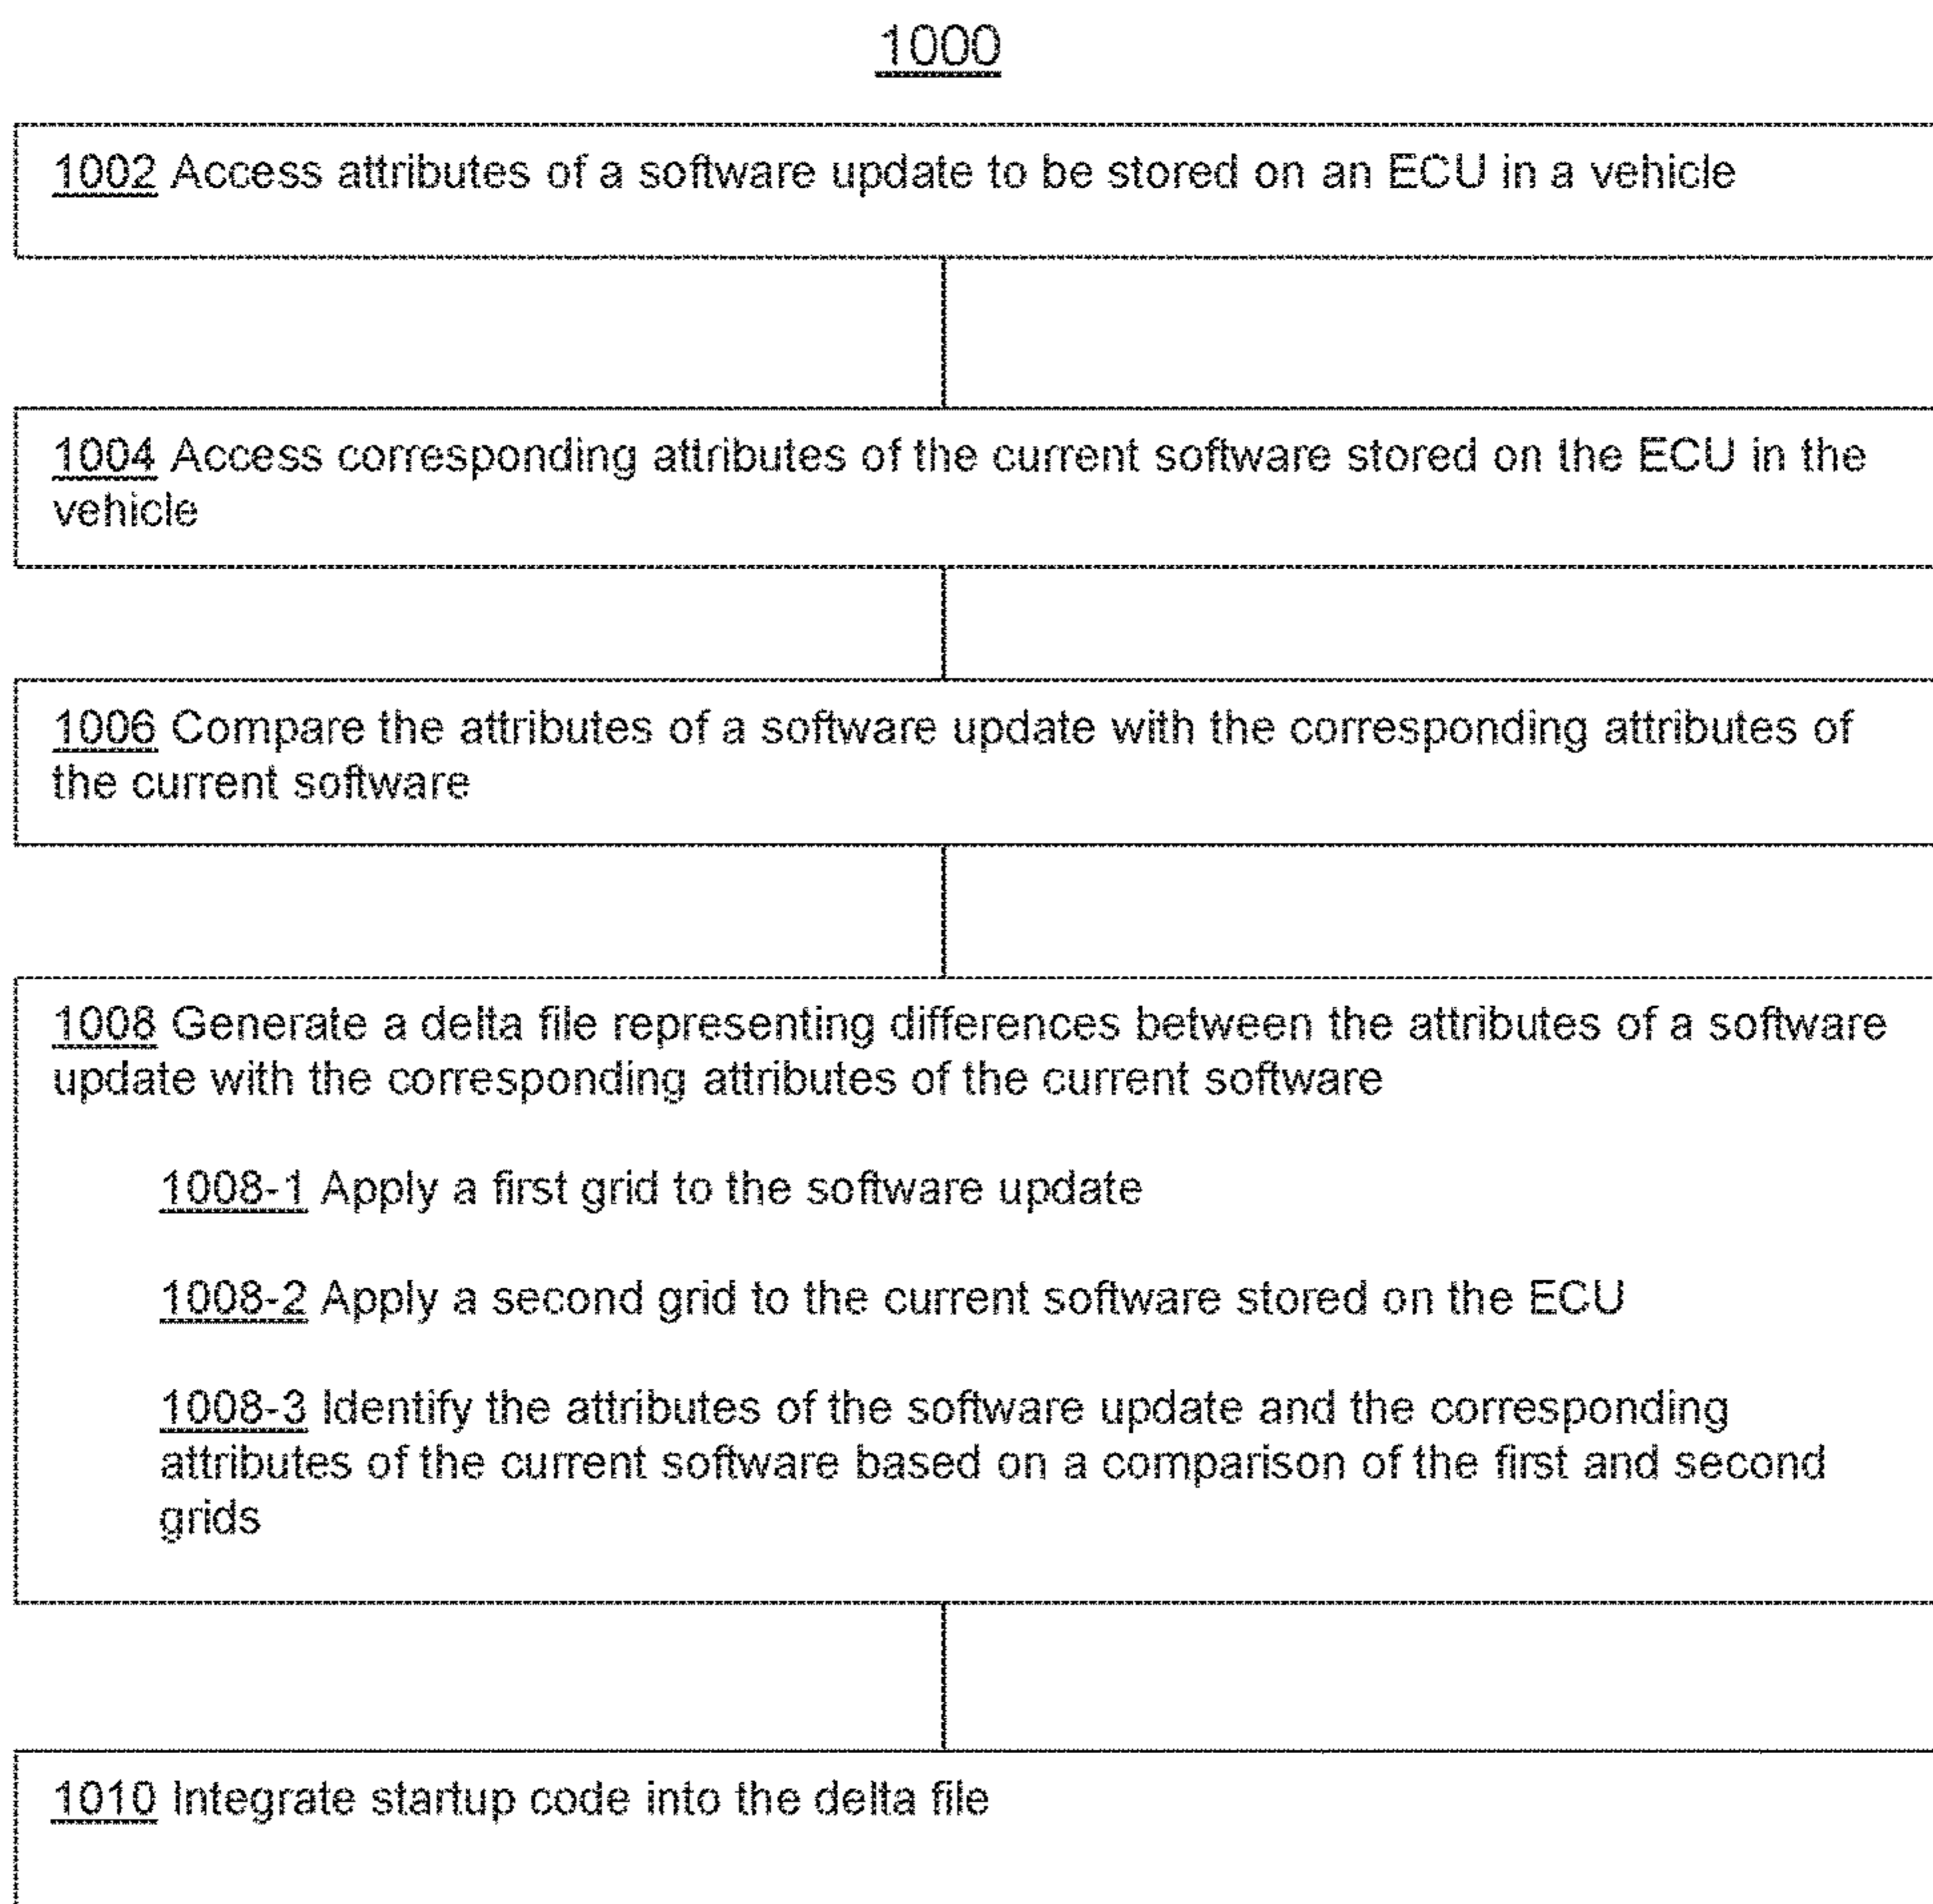 1000
1002 Access attributes of a software update to be stored on an ECU in a vehicle
1004 Access corresponding attributes of the current software stored on the ECU in the
vehicle
1006 Compare the attributes of a software update with the corresponding attributes of
the current software
1008 Generate a delta file representing differences between the attributes of a software
update with the corresponding attributes of the current software
1008-1 Apply a first grid to the software update
1008-2 Apply a second grid to the current software stored on the ECU
1008-3 Identify the attributes of the software update and the corresponding
attributes of the current software based on a comparison of the first and second
grids
1010 Integrate startup code into the delta file